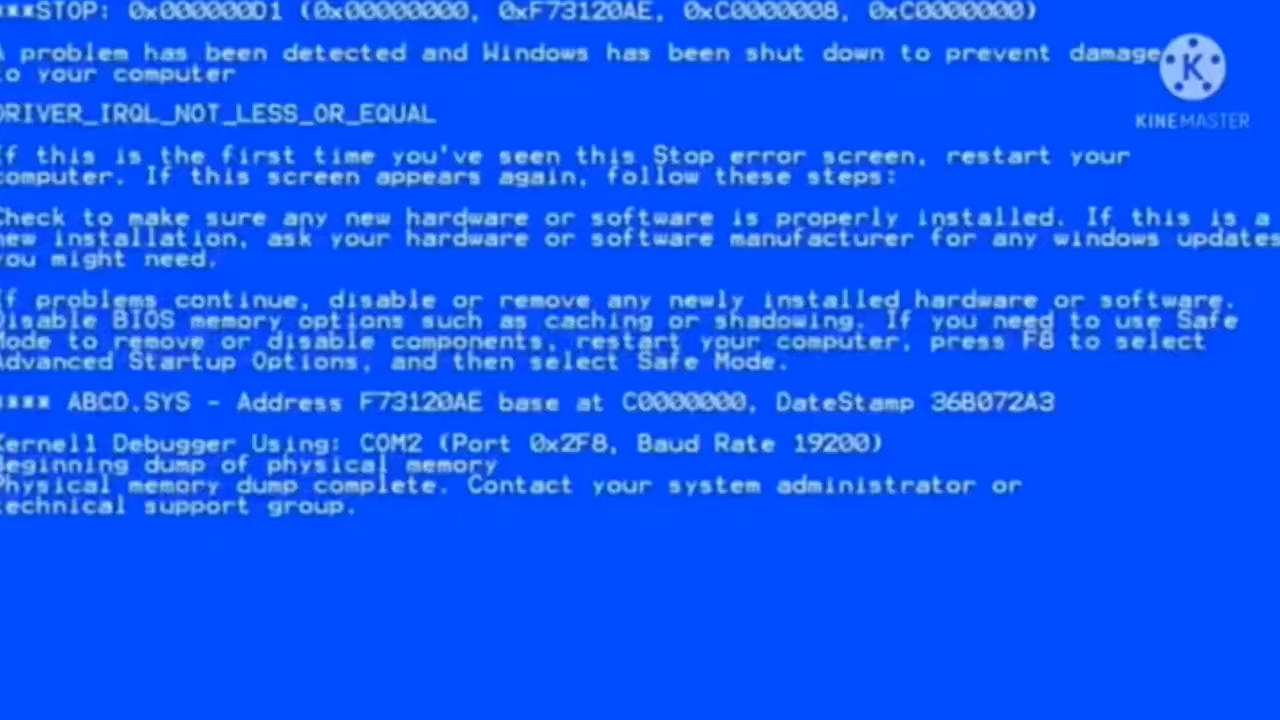 ***STOP: 0x000000D1 (0x00000000, 0xF73120AE, 0xC0000008, 0xC0000000)
A problem has been detected and Windows has been shut down to prevent damage
to your computer
DRIVER_IRQL_NOT_LESS_OR_EQUAL
If this is the first time you've seen this Stop error screen, restart your
computer. If this screen appears again, follow these steps:
Check to make sure any new hardware or software is properly installed. If this is a
new installation, ask your hardware or software manufacturer for any windows updates
you might need.
If problems continue, disable or remove any newly installed hardware or software.
Disable BIOS memory options such as caching or shadowing. If you need to use Safe
Mode to remove or disable components, restart your computer, press F8 to select
Advanced Startup Options, and then select Safe Mode.
**** ABCD.SYS - Address F73120AE base at C0000000, DateStamp 36B072A3
Kernell Debugger Using: COM2 (Port 0x2F8, Baud Rate 19200)
Beginning dump of physical memory
Physical memory dump complete. Contact your system administrator or
technical support group.
K
KINEMASTER